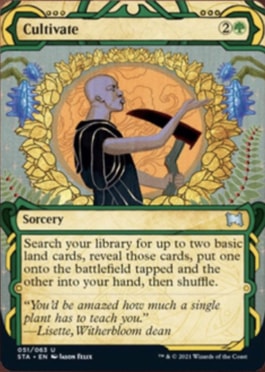 Cultivate 2
Sorcery
Search your library for up to two basic
land cards, reveal those cards, put one
onto the battlefield tapped and the
other into your hand, then shuffle.
“You’d be amazed how much a single
plant has to teach you.”
—Lisette, Witherbloom dean
051/063 U
STA • EN Jason Felix
™ & © 2021 Wizards of the Coast